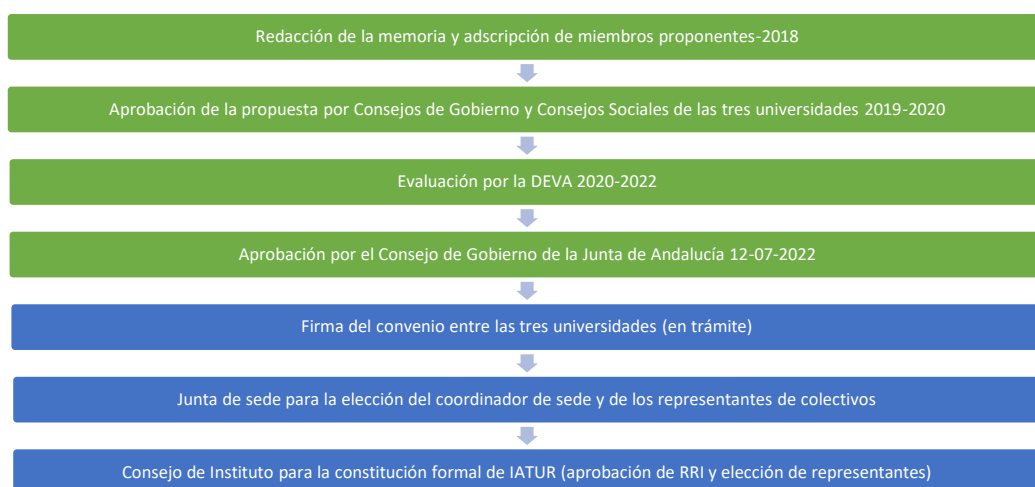 Redacción de la memoria y adscripción de miembros proponentes-2018
Aprobación de la propuesta por Consejos de Gobierno y Consejos Sociales de las tres universidades 2019-2020
Evaluación por la DEVA 2020-2022
Aprobación por el Consejo de Gobierno de la Junta de Andalucía 12-07-2022
Firma del convenio entre las tres universidades (en trámite)
Junta de sede para la elección del coordinador de sede y de los representantes de colectivos
Consejo de Instituto para la constitución formal de IATUR (aprobación de RRI y elección de representantes)